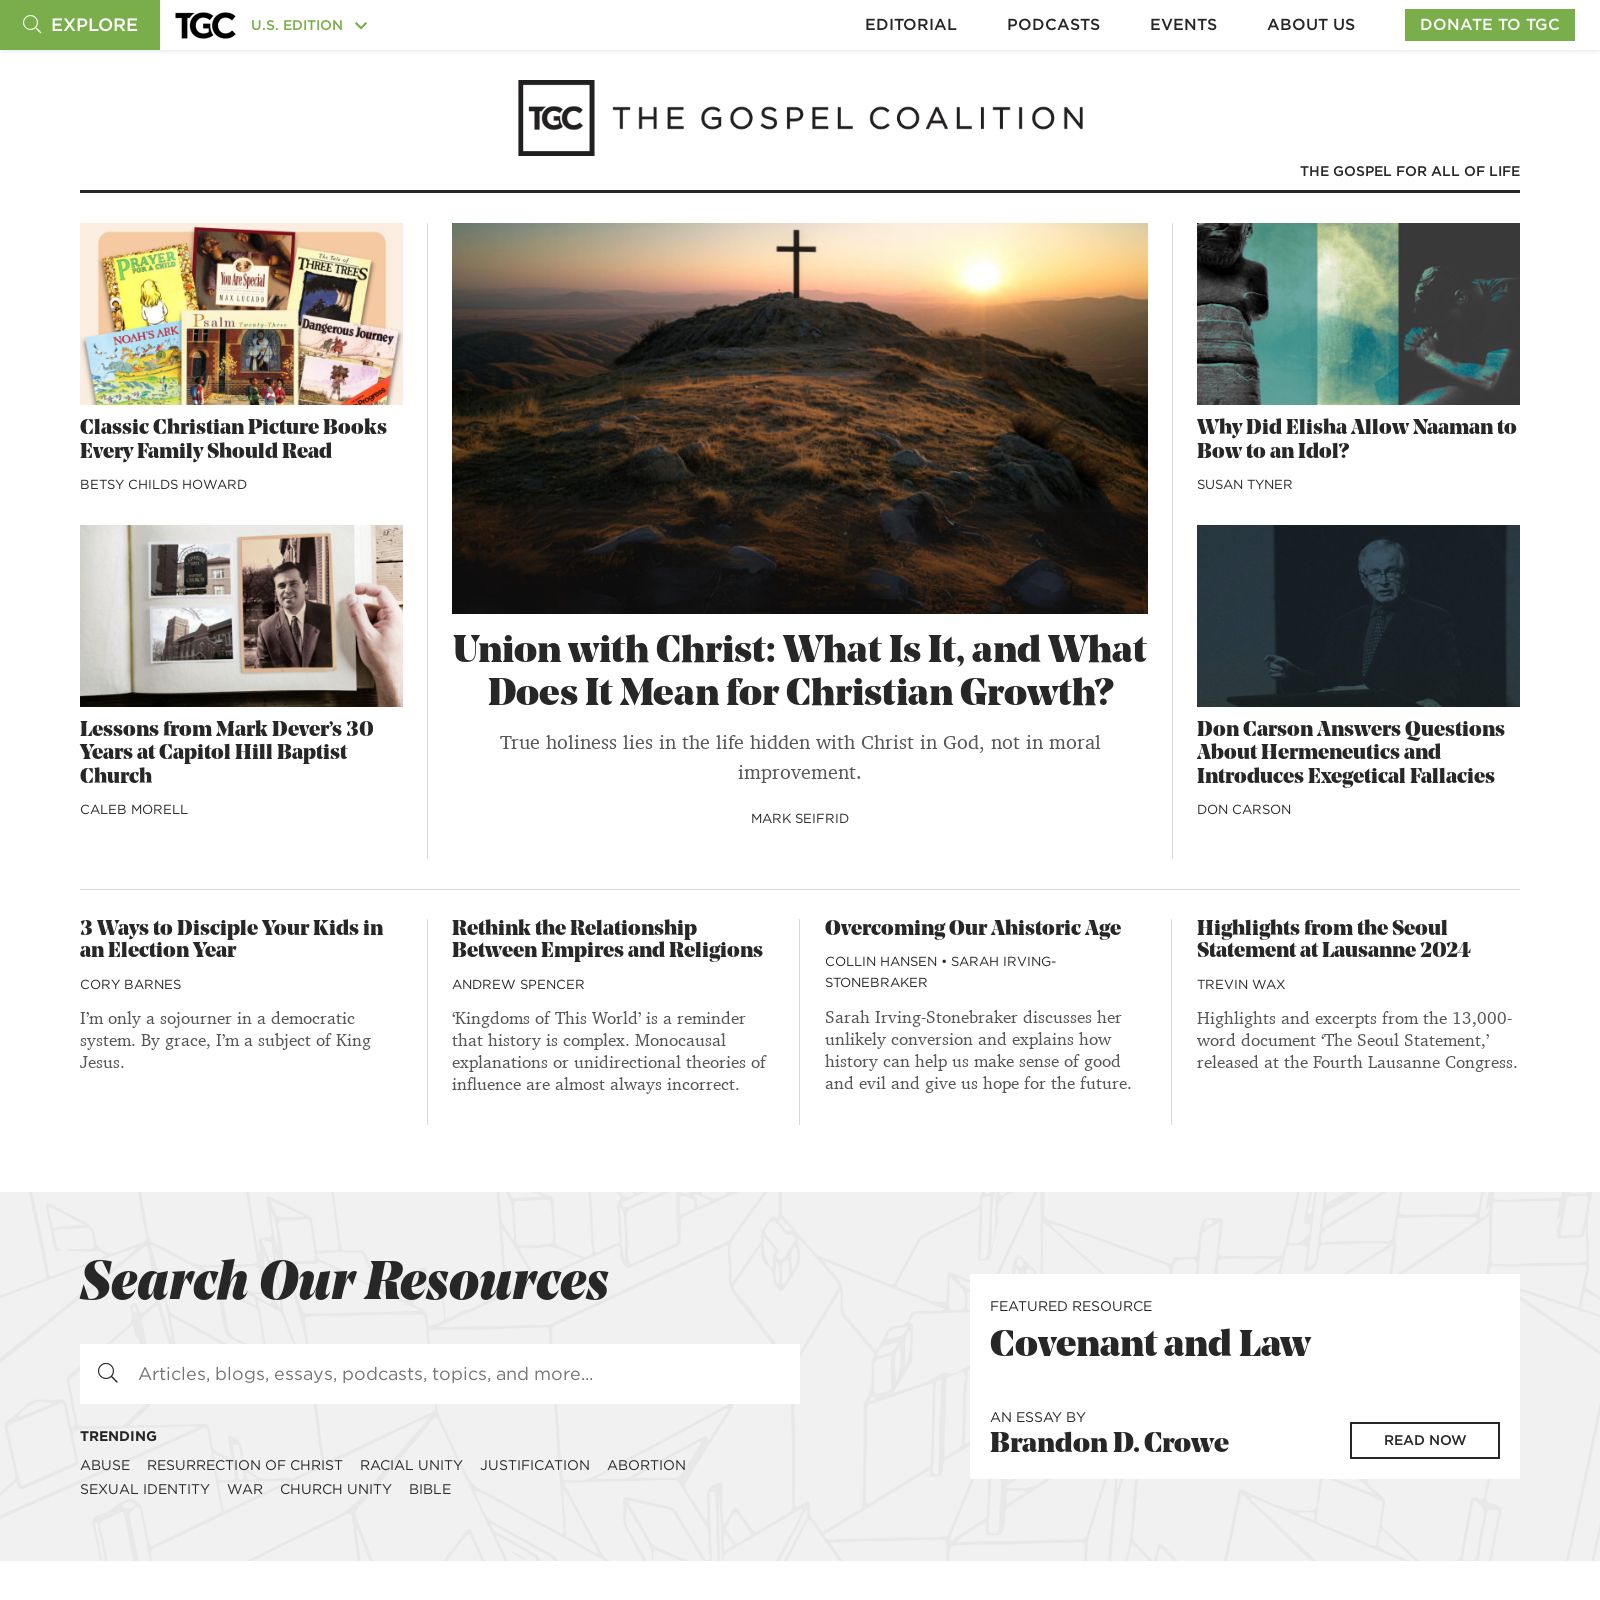 EXPLORE
TGC
U.S. EDITION
EDITORIAL
PODCASTS
EVENTS
ABOUT US
DONATE TO TGC
TGC THE GOSPEL COALITION
THE GOSPEL FOR ALL OF LIFE
PRAYER
FOR A CHILD
You Are Special
MAX LUCADO
The Tale of
THREE TREES
NOAH'S ARK
Psalm Twenty-Three
Dangerous Journey
Classic Christian Picture Books
Every Family Should Read
BETSY CHILDS HOWARD
Lessons from Mark Dever’s 30
Years at Capitol Hill Baptist
Church
CALEB MORELL
Union with Christ: What Is It, and What
Does It Mean for Christian Growth?
True holiness lies in the life hidden with Christ in God, not in moral
improvement.
MARK SEIFRID
Why Did Elisha Allow Naaman to
Bow to an Idol?
SUSAN TYNER
Don Carson Answers Questions
About Hermeneutics and
Introduces Exegetical Fallacies
DON CARSON
3 Ways to Disciple Your Kids in
an Election Year
CORY BARNES
I’m only a sojourner in a democratic
system. By grace, I’m a subject of King
Jesus.
Rethink the Relationship
Between Empires and Religions
ANDREW SPENCER
‘Kingdoms of This World’ is a reminder
that history is complex. Monocausal
explanations or unidirectional theories of
influence are almost always incorrect.
Overcoming Our Ahistoric Age
COLLIN HANSEN • SARAH IRVING-
STONEBRAKER
Sarah Irving-Stonebraker discusses her
unlikely conversion and explains how
history can help us make sense of good
and evil and give us hope for the future.
Highlights from the Seoul
Statement at Lausanne 2024
TREVIN WAX
Highlights and excerpts from the 13,000-
word document ‘The Seoul Statement,’
released at the Fourth Lausanne Congress.
Search Our Resources
Articles, blogs, essays, podcasts, topics, and more...
TRENDING
ABUSE RESURRECTION OF CHRIST RACIAL UNITY JUSTIFICATION ABORTION
SEXUAL IDENTITY WAR CHURCH UNITY BIBLE
FEATURED RESOURCE
Covenant and Law
AN ESSAY BY
Brandon D. Crowe
READ NOW